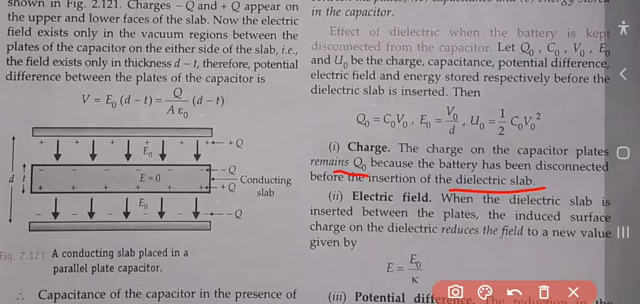 shown in Fig. 2.121. Charges – Q and + Q appear on
the upper and lower faces of the slab. Now the electric
field exists only in the vacuum regions between the
plates of the capacitor on the either side of the slab, i.e.,
the field exists only in thickness d – t, therefore, potential
difference between the plates of the capacitor is
V = E₀ (d – t) = Q / A ε₀ (d – t)
+ Q
E₀
– Q
d t E = 0 Conducting
+ Q slab
E₀
– Q
Fig. 2.121 A conducting slab placed in a
parallel plate capacitor.
∴ Capacitance of the capacitor in the presence of
in the capacitor.
Effect of dielectric when the battery is kept
disconnected from the capacitor. Let Q₀ , C₀ , V₀ , E₀
and U₀ be the charge, capacitance, potential difference,
electric field and energy stored respectively before the
dielectric slab is inserted. Then
Q₀ = C₀V₀ , E₀ = V₀ / d , U₀ = 1/2 C₀V₀²
(i) Charge. The charge on the capacitor plates
remains Q₀ because the battery has been disconnected
before the insertion of the dielectric slab.
(ii) Electric field. When the dielectric slab is
inserted between the plates, the induced surface
charge on the dielectric reduces the field to a new value
given by
E = E₀ / κ
(iii) Potential difference. The reduction in the